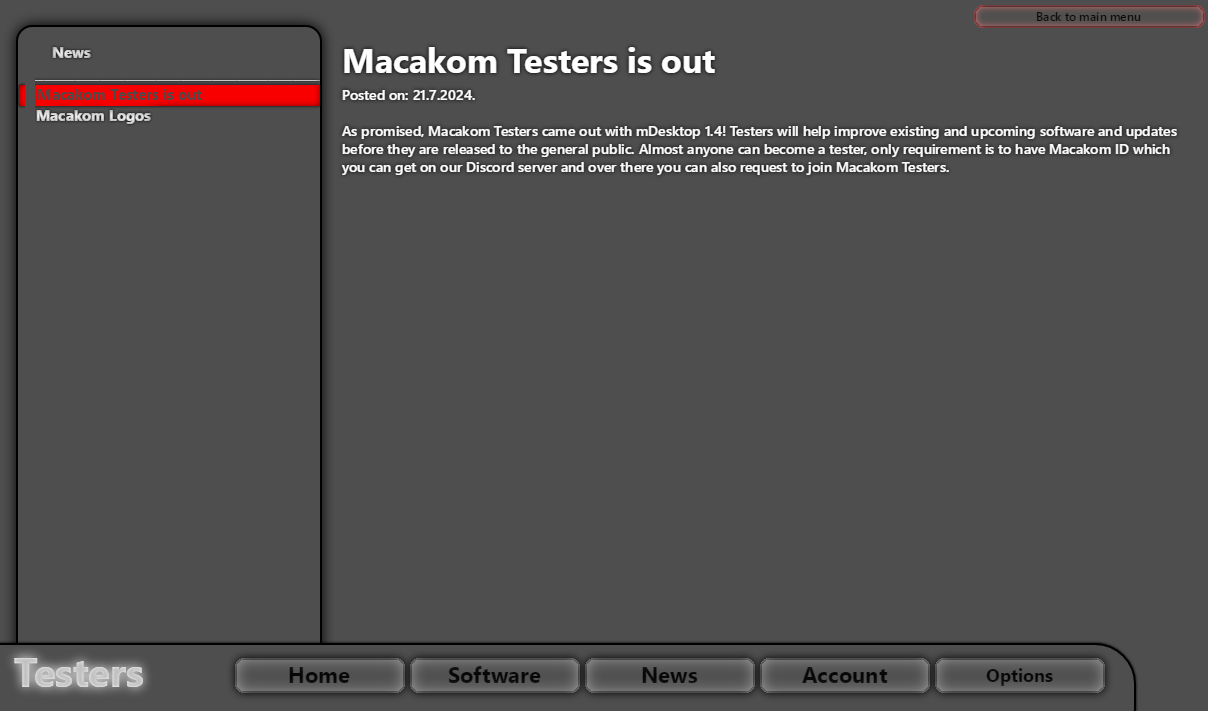 Back to main menu
News
Macakom Testers is out
Macakom Logos
Macakom Testers is out
Posted on: 21.7.2024.
As promised, Macakom Testers came out with mDesktop 1.4! Testers will help improve existing and upcoming software and updates
before they are released to the general public. Almost anyone can become a tester, only requirement is to have Macakom ID which
you can get on our Discord server and over there you can also request to join Macakom Testers.
Testers
Home
Software
News
Account
Options